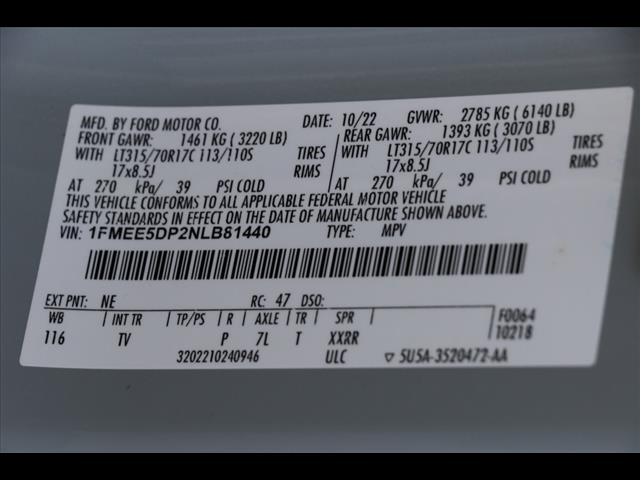 MFD. BY FORD MOTOR CO. DATE: 10/22 GVWR: 2785 KG ( 6140 LB)
FRONT GAWR: 1461 KG ( 3220 LB) REAR GAWR: 1393 KG ( 3070 LB)
WITH LT315/70R17C 113/110S TIRES WITH LT315/70R17C 113/110S TIRES
17x8.5J RIMS 17x8.5J RIMS
AT 270 kPa/ 39 PSI COLD AT 270 kPa/ 39 PSI COLD
THIS VEHICLE CONFORMS TO ALL APPLICABLE FEDERAL MOTOR VEHICLE
SAFETY STANDARDS IN EFFECT ON THE DATE OF MANUFACTURE SHOWN ABOVE.
VIN: 1FMEE5DP2NLB81440 TYPE: MPV
EXT PNT: NE RC: 47 DSO:
WB INT TR TP/PS R AXLE TR SPR F0064
116 TV P 7L T XXRR 10218
3202210240946 ULC ▽ 5U5A-3520472-AA